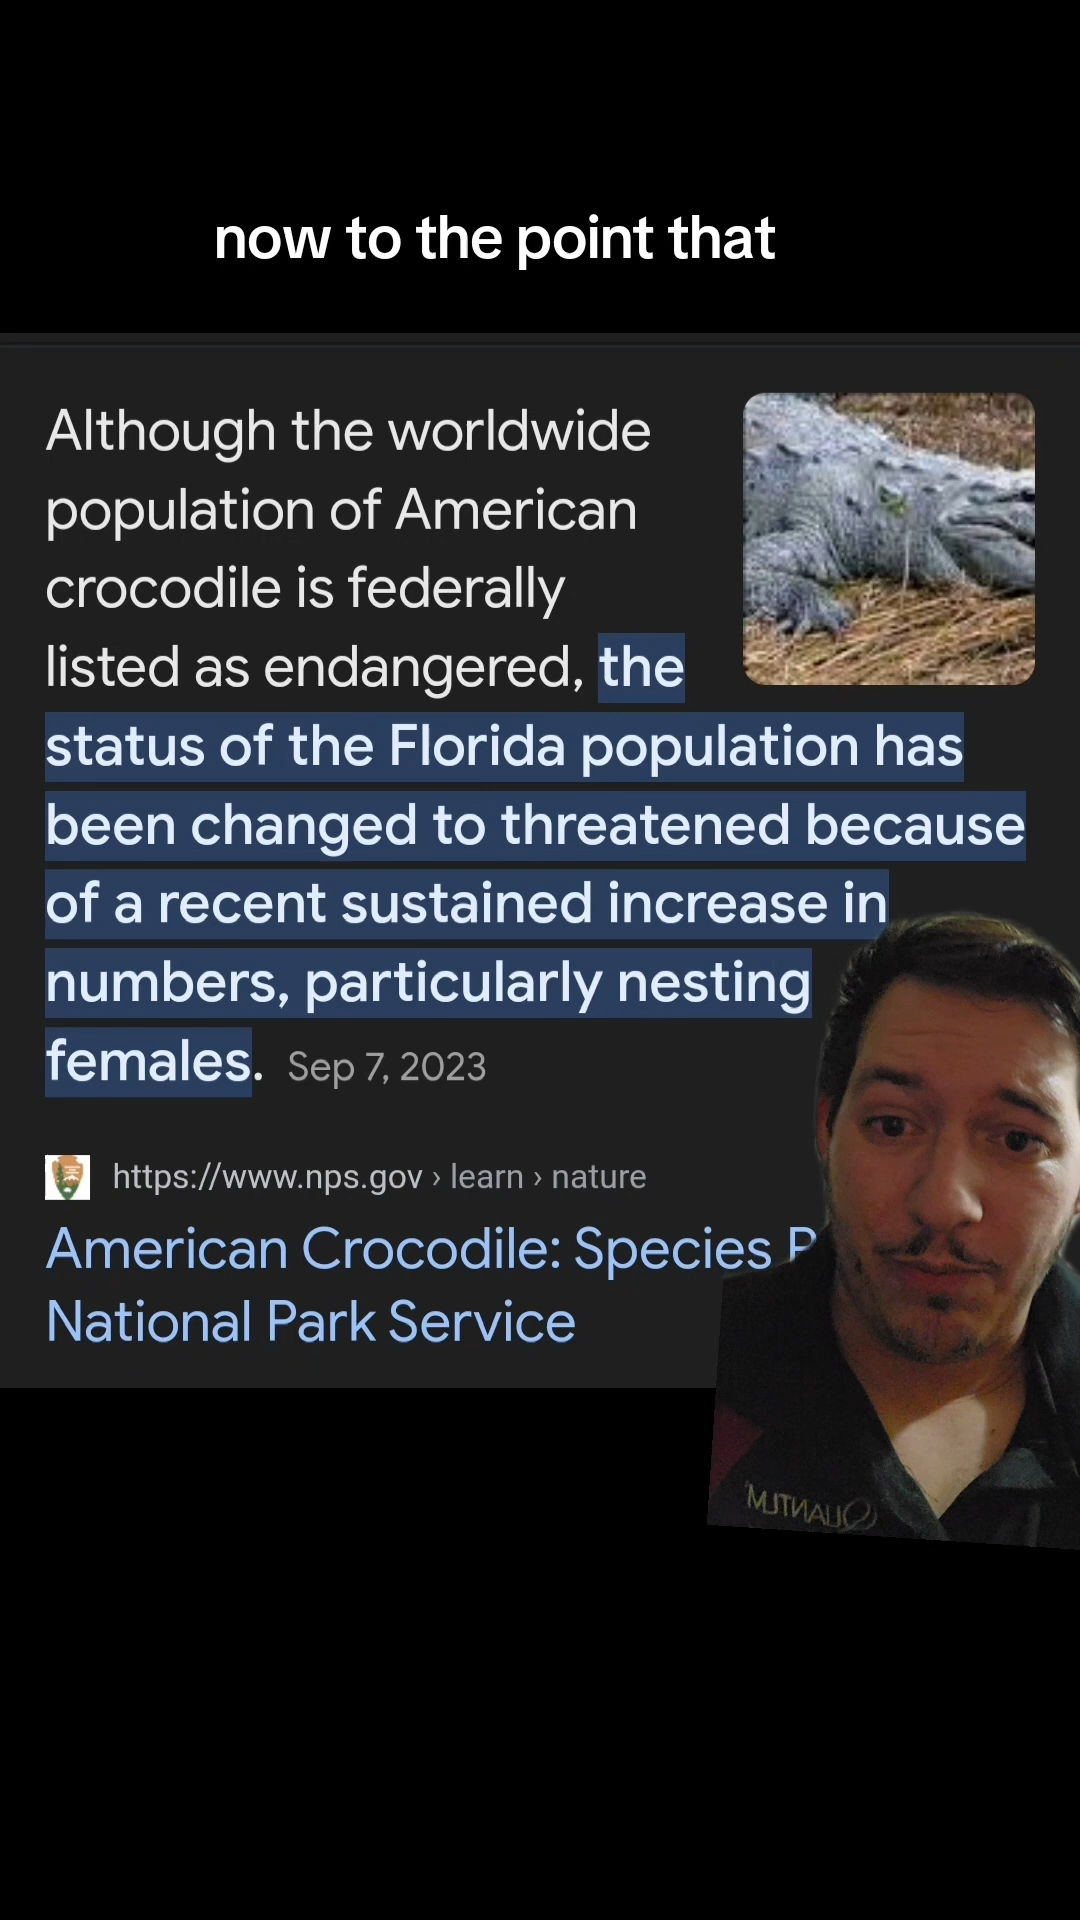 now to the point that
Although the worldwide
population of American
crocodile is federally
listed as endangered, the
status of the Florida population has
been changed to threatened because
of a recent sustained increase in
numbers, particularly nesting
females. Sep 7, 2023
https://www.nps.gov › learn › nature
American Crocodile: Species
National Park Service
QUANTUM